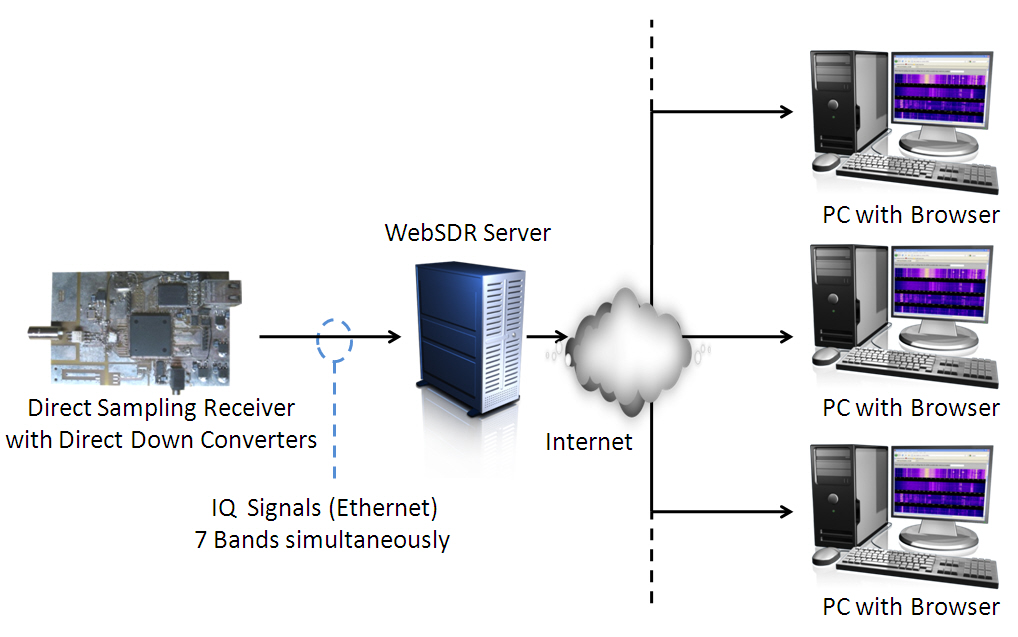 WebSDR Server
PC with Browser
Direct Sampling Receiver
with Direct Down Converters
Internet
PC with Browser
IQ Signals (Ethernet)
7 Bands simultaneously
PC with Browser